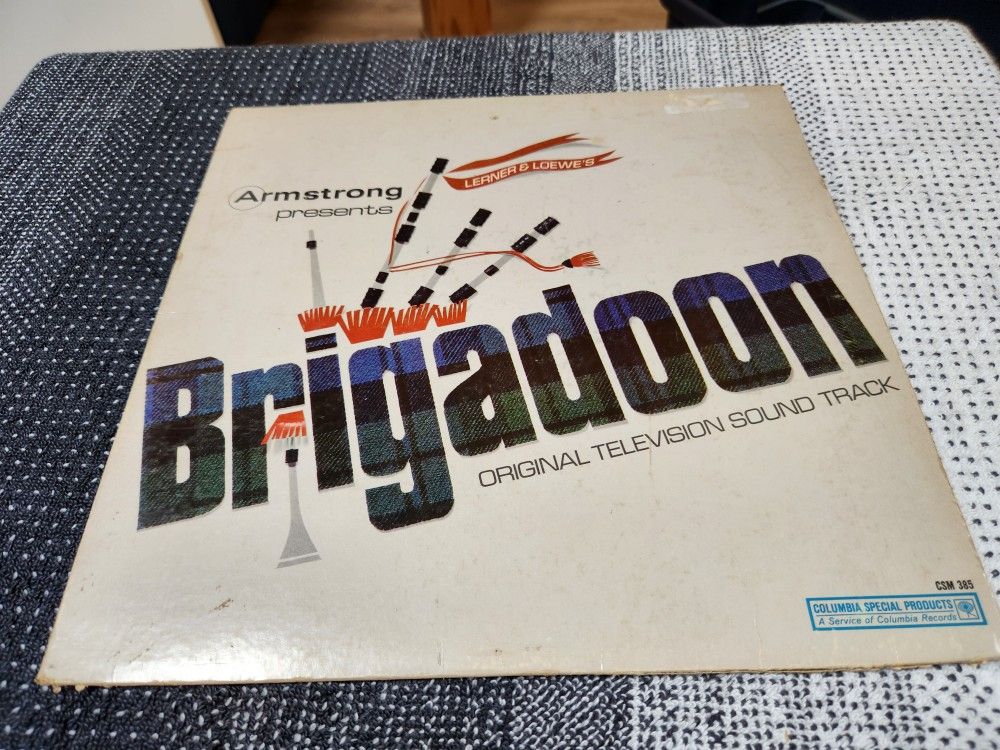 LERNER & LOEWE'S
Armstrong
presents
Brigadoon
ORIGINAL TELEVISION SOUND TRACK
CSM 385
COLUMBIA SPECIAL PRODUCTS
A Service of Columbia Records